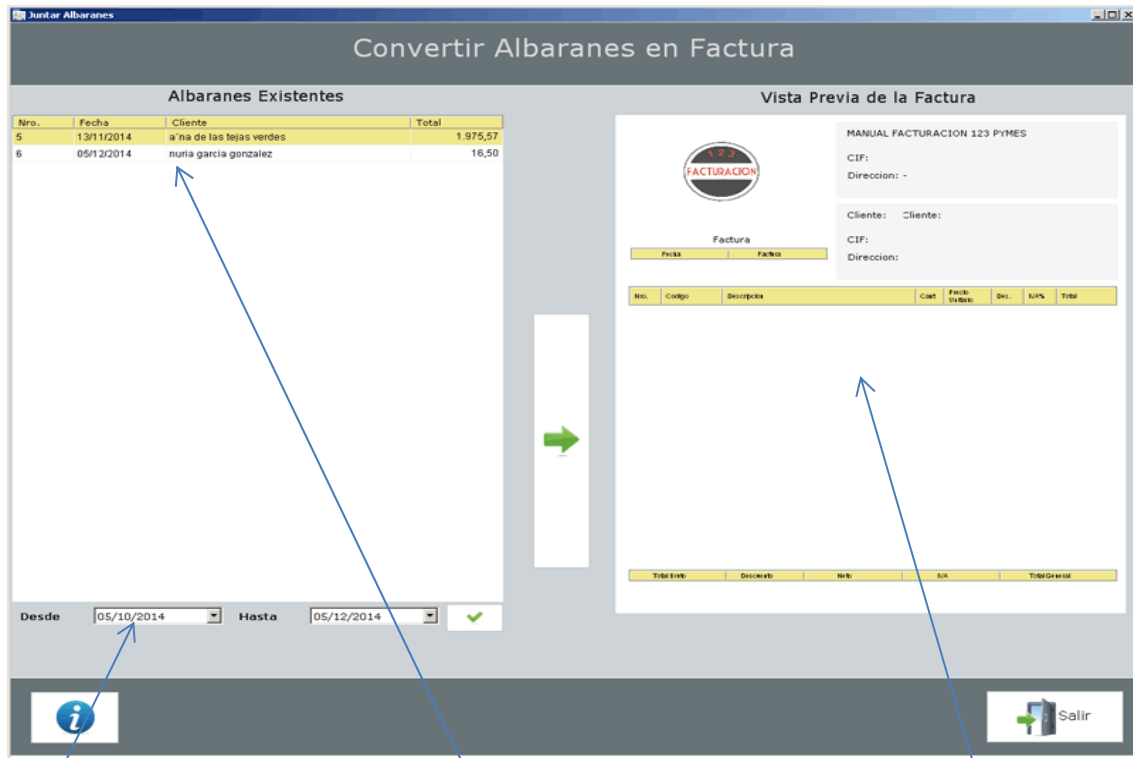 Juntar Albaranes
Convertir Albaranes en Factura
Albaranes Existentes
Nro. Fecha Cliente Total
5 13/11/2014 a´na de las tejas verdes 1.975,57
6 05/12/2014 nuria garcia gonzalez 16,50
Desde 05/10/2014 Hasta 05/12/2014
Vista Previa de la Factura
1 2 3
FACTURACION
MANUAL FACTURACION 123 PYMES
CIF:
Direccion: -
Cliente: Cliente:
CIF:
Direccion:
Factura
Fecha Factura
Nro. Codigo Descripcion Cant Precio Unitario Des. IVA% Total
Total Bruto Descuento Neto IVA Total General
i
Salir